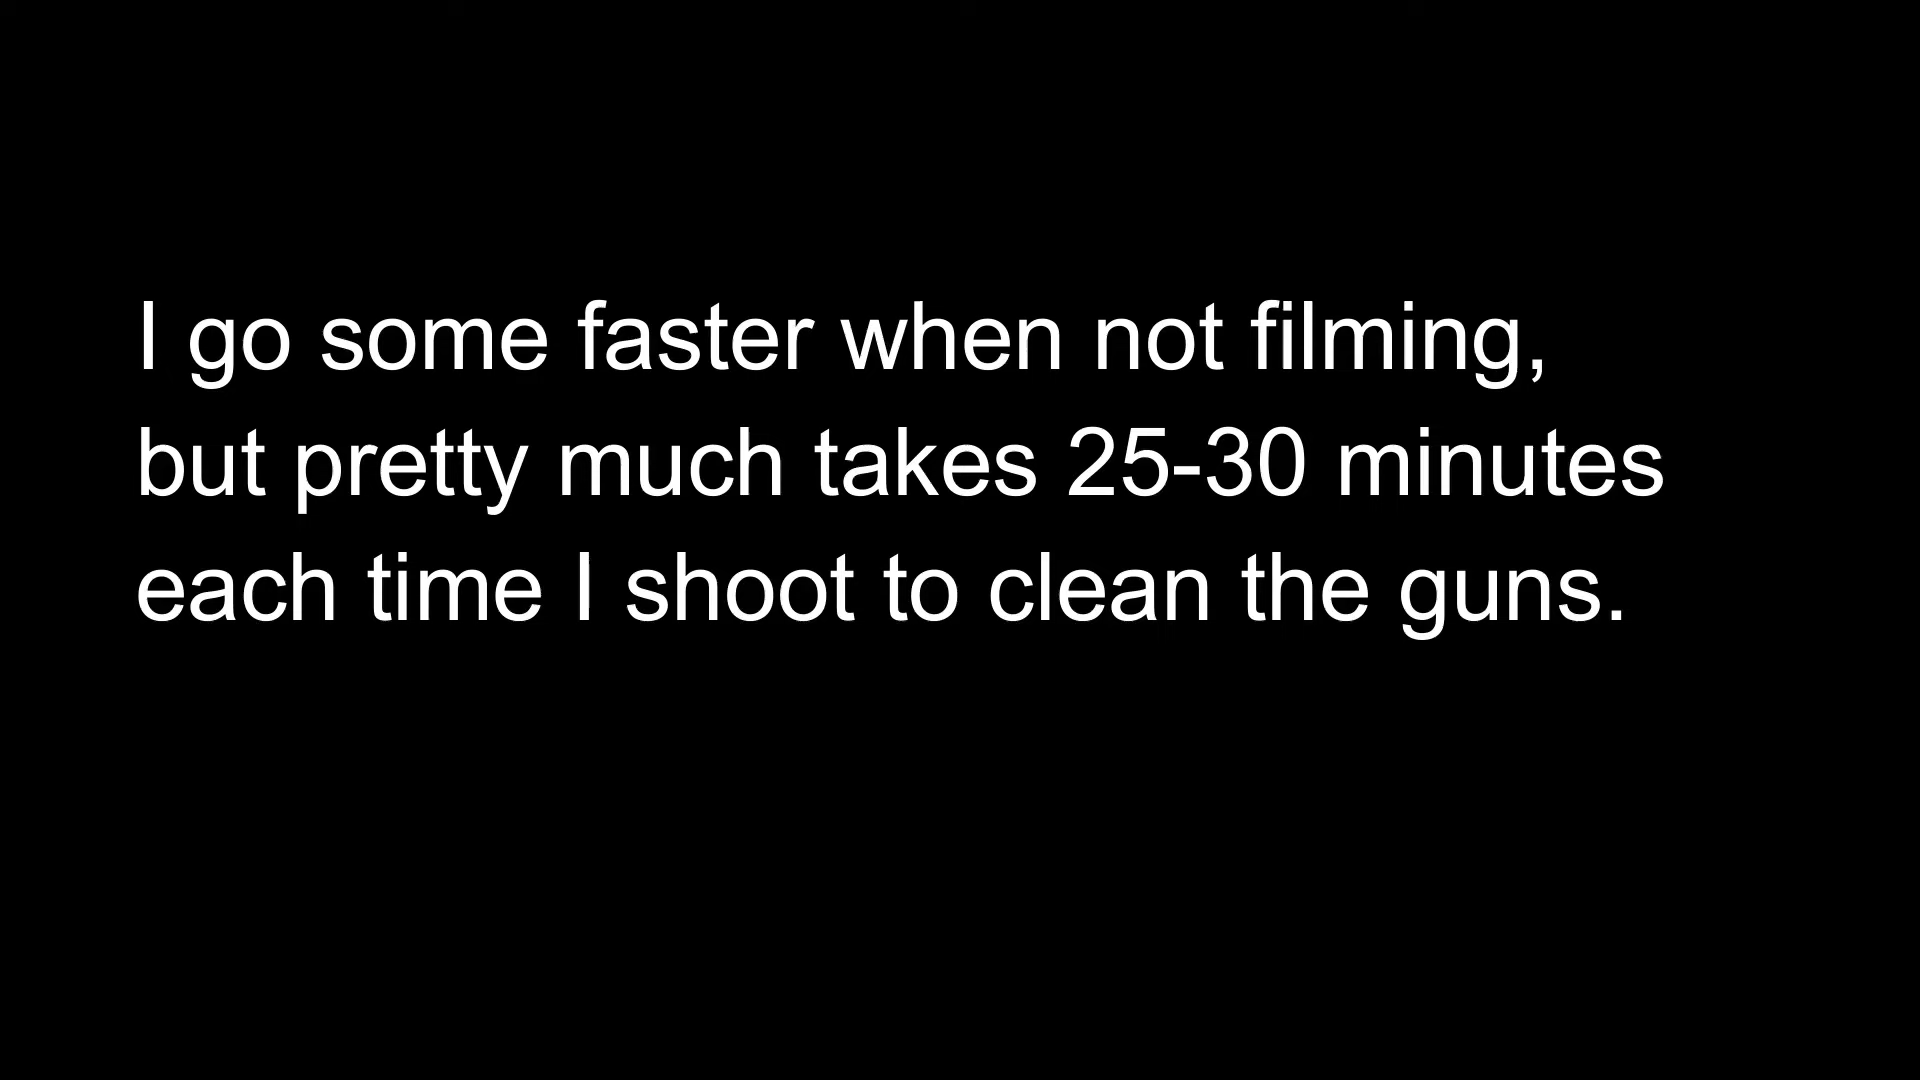 I go some faster when not filming,
but pretty much takes 25-30 minutes
each time I shoot to clean the guns.